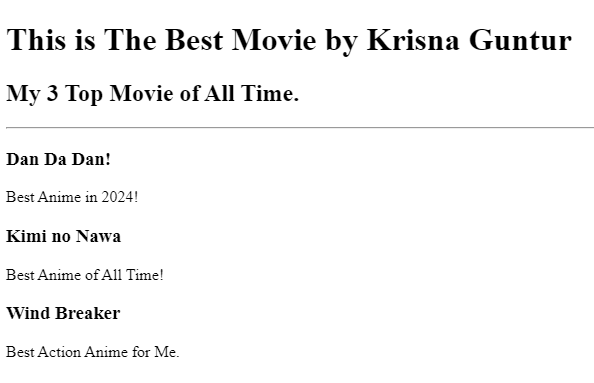 This is The Best Movie by Krisna Guntur
My 3 Top Movie of All Time.
Dan Da Dan!
Best Anime in 2024!
Kimi no Nawa
Best Anime of All Time!
Wind Breaker
Best Action Anime for Me.